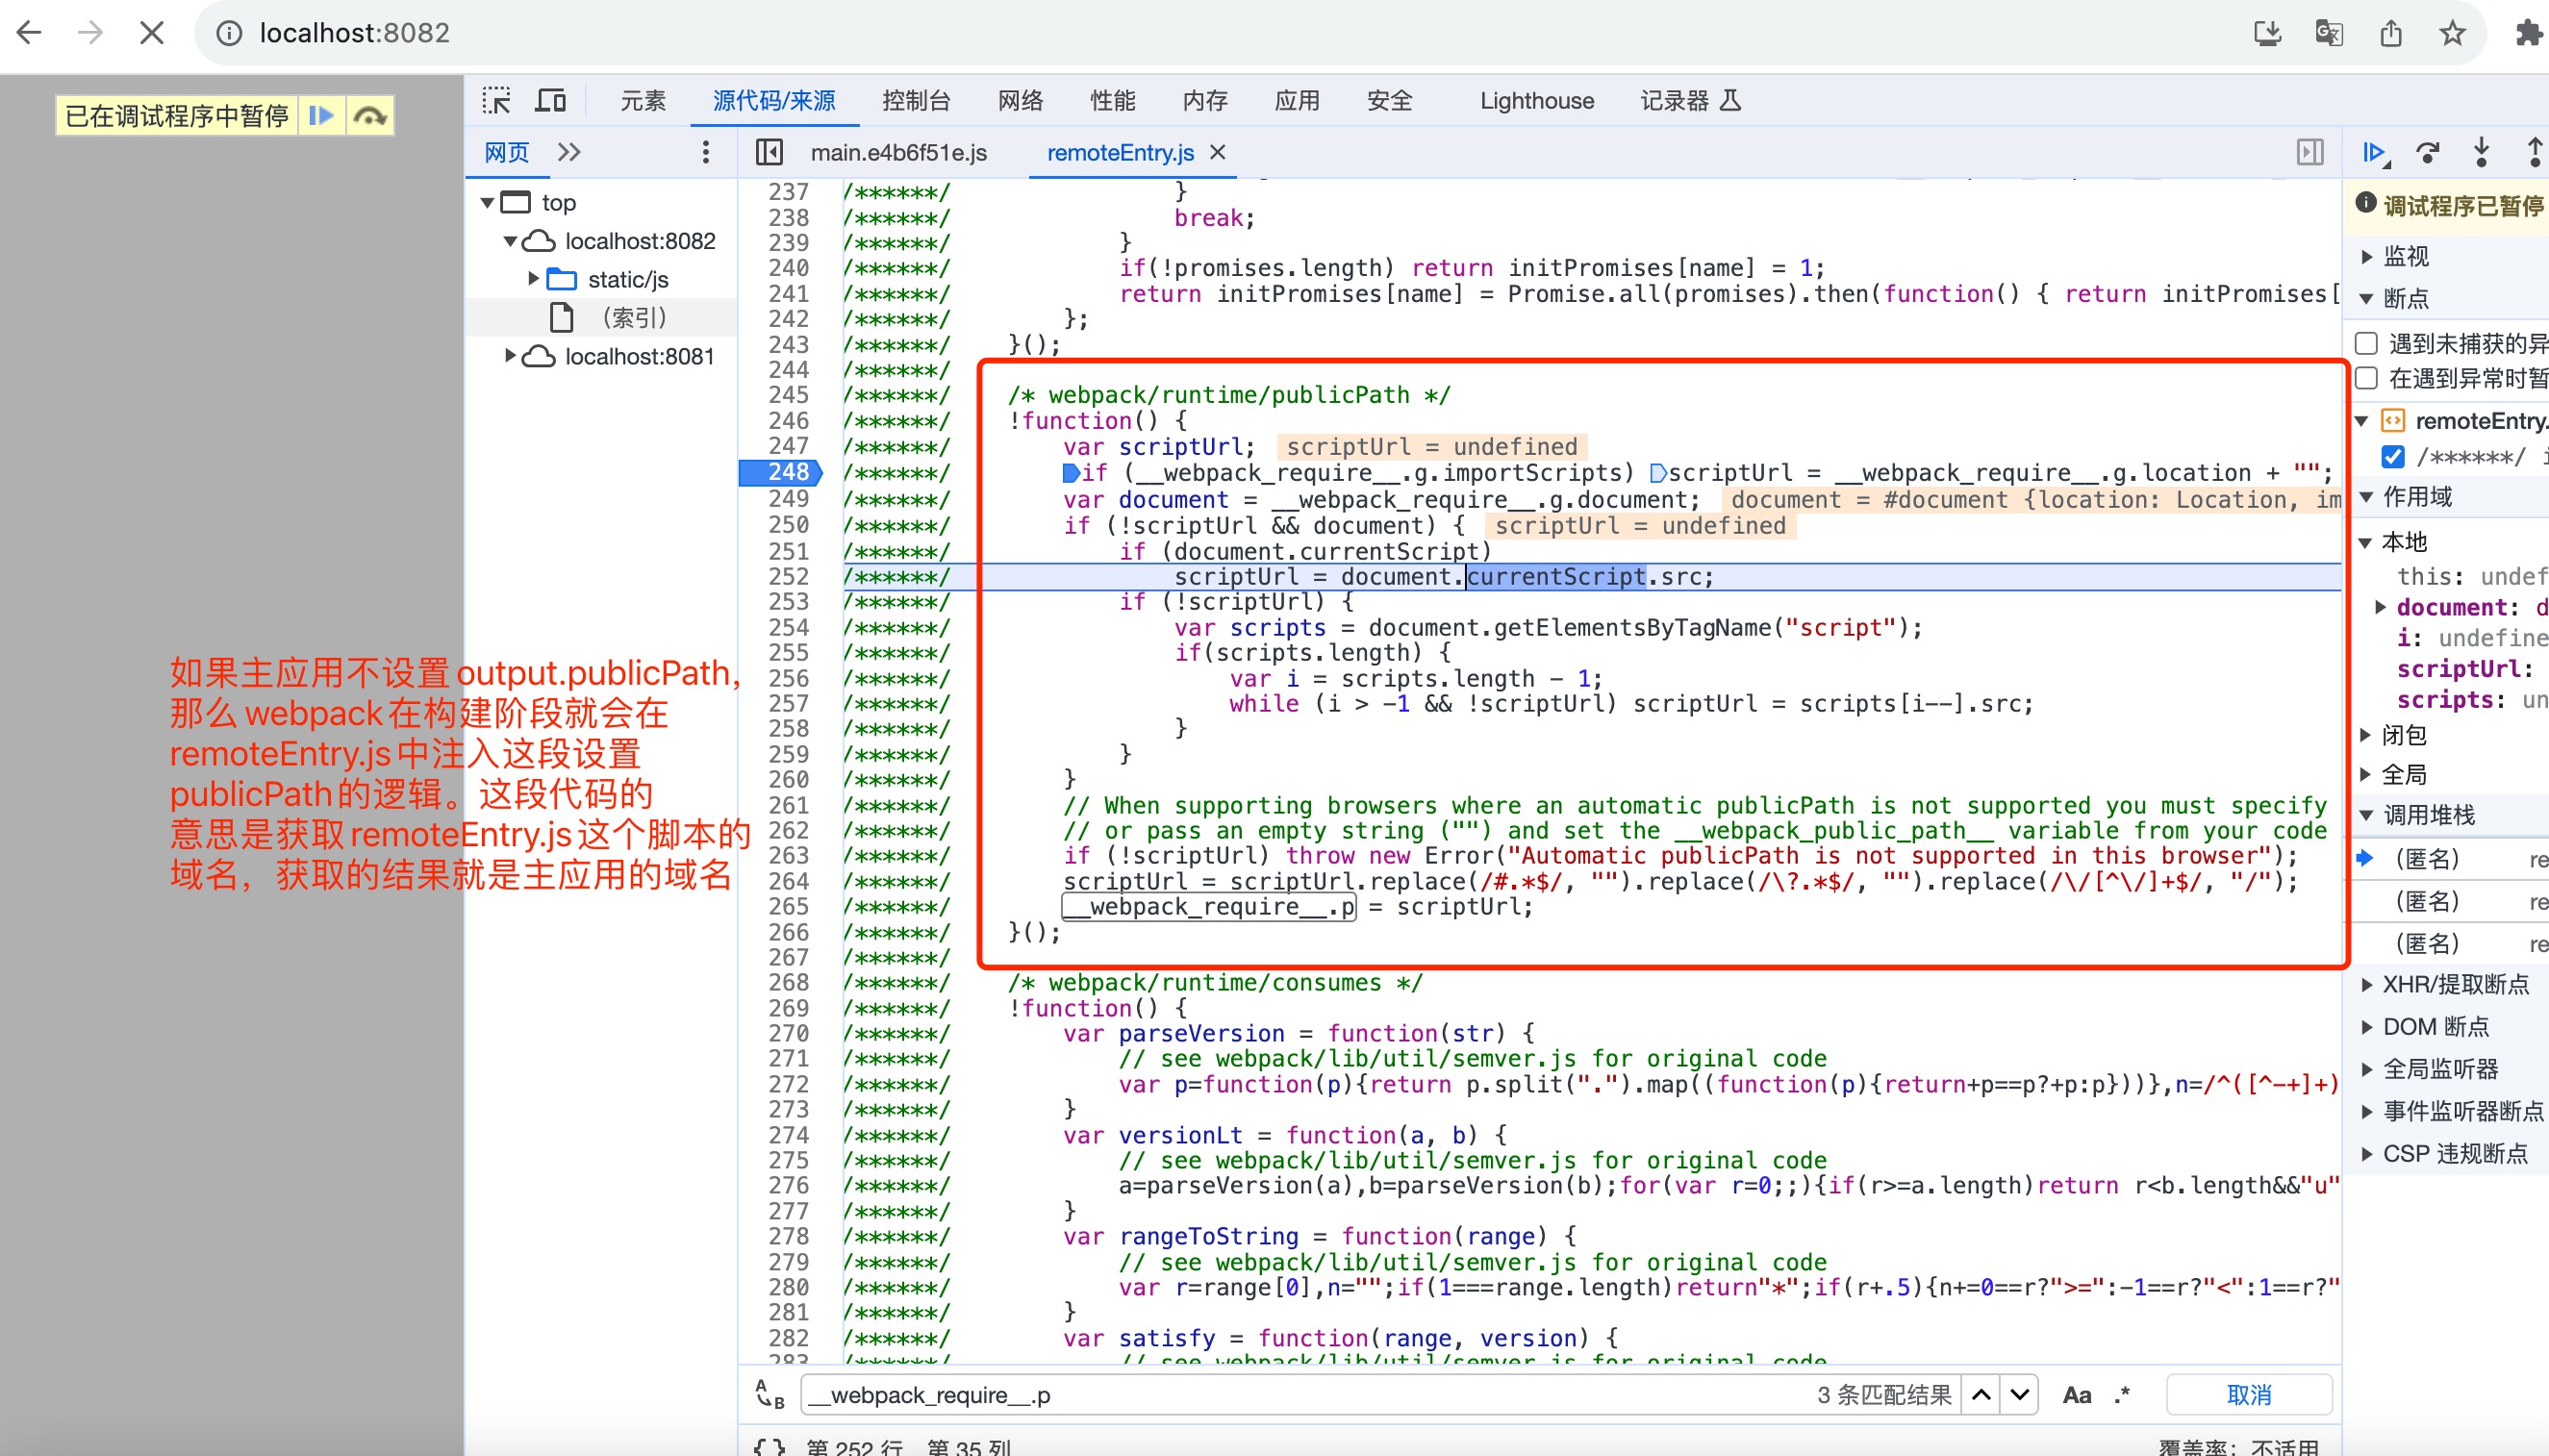 localhost:8082
已在调试程序中暂停
元素 源代码/来源 控制台 网络 性能 内存 应用 安全 Lighthouse 记录器
网页
main.e4b6f51e.js remoteEntry.js
top
localhost:8082
static/js
（索引）
localhost:8081
如果主应用不设置output.publicPath，
那么webpack在构建阶段就会在
remoteEntry.js中注入这段设置
publicPath的逻辑。这段代码的
意思是获取remoteEntry.js这个脚本的
域名，获取的结果就是主应用的域名
237 /******/ }
238 /******/ break;
239 /******/ }
240 /******/ if(!promises.length) return initPromises[name] = 1;
241 /******/ return initPromises[name] = Promise.all(promises).then(function() { return initPromises[
242 /******/ };
243 /******/ }();
244 /******/
245 /******/ /* webpack/runtime/publicPath */
246 /******/ !function() {
247 /******/ var scriptUrl; scriptUrl = undefined
248 /******/ if (__webpack_require__.g.importScripts) scriptUrl = __webpack_require__.g.location + "";
249 /******/ var document = __webpack_require__.g.document; document = #document {location: Location, im
250 /******/ if (!scriptUrl && document) { scriptUrl = undefined
251 /******/ if (document.currentScript)
252 /******/ scriptUrl = document.currentScript.src;
253 /******/ if (!scriptUrl) {
254 /******/ var scripts = document.getElementsByTagName("script");
255 /******/ if(scripts.length) {
256 /******/ var i = scripts.length - 1;
257 /******/ while (i > -1 && !scriptUrl) scriptUrl = scripts[i--].src;
258 /******/ }
259 /******/ }
260 /******/ }
261 /******/ // When supporting browsers where an automatic publicPath is not supported you must specify
262 /******/ // or pass an empty string ("") and set the __webpack_public_path__ variable from your code
263 /******/ if (!scriptUrl) throw new Error("Automatic publicPath is not supported in this browser");
264 /******/ scriptUrl = scriptUrl.replace(/#.*$/, "").replace(/\?.*$/, "").replace(/\/[^\/]+$/, "/");
265 /******/ __webpack_require__.p = scriptUrl;
266 /******/ }();
267 /******/
268 /******/ /* webpack/runtime/consumes */
269 /******/ !function() {
270 /******/ var parseVersion = function(str) {
271 /******/ // see webpack/lib/util/semver.js for original code
272 /******/ var p=function(p){return p.split(".").map((function(p){return+p==p?+p:p}))},n=/^([^-+]+)
273 /******/ }
274 /******/ var versionLt = function(a, b) {
275 /******/ // see webpack/lib/util/semver.js for original code
276 /******/ a=parseVersion(a),b=parseVersion(b);for(var r=0;;){if(r>=a.length)return r<b.length&&"u"
277 /******/ }
278 /******/ var rangeToString = function(range) {
279 /******/ // see webpack/lib/util/semver.js for original code
280 /******/ var r=range[0],n="";if(1===range.length)return"*";if(r+.5){n+=0==r?">=":-1==r?"<":1==r?"
281 /******/ }
282 /******/ var satisfy = function(range, version) {
283 /******/ // see webpack/lib/util/semver.js for original code
__webpack_require__.p 3 条匹配结果 Aa .* 取消
{} 第 252 行，第 35 列 覆盖率：不适用
调试程序已暂停
监视
断点
遇到未捕获的异
在遇到异常时暂
remoteEntry.
/******/ i
作用域
本地
this: undef
document: d
i: undefine
scriptUrl:
scripts: un
闭包
全局
调用堆栈
（匿名） re
（匿名） re
（匿名） re
XHR/提取断点
DOM 断点
全局监听器
事件监听器断点
CSP 违规断点